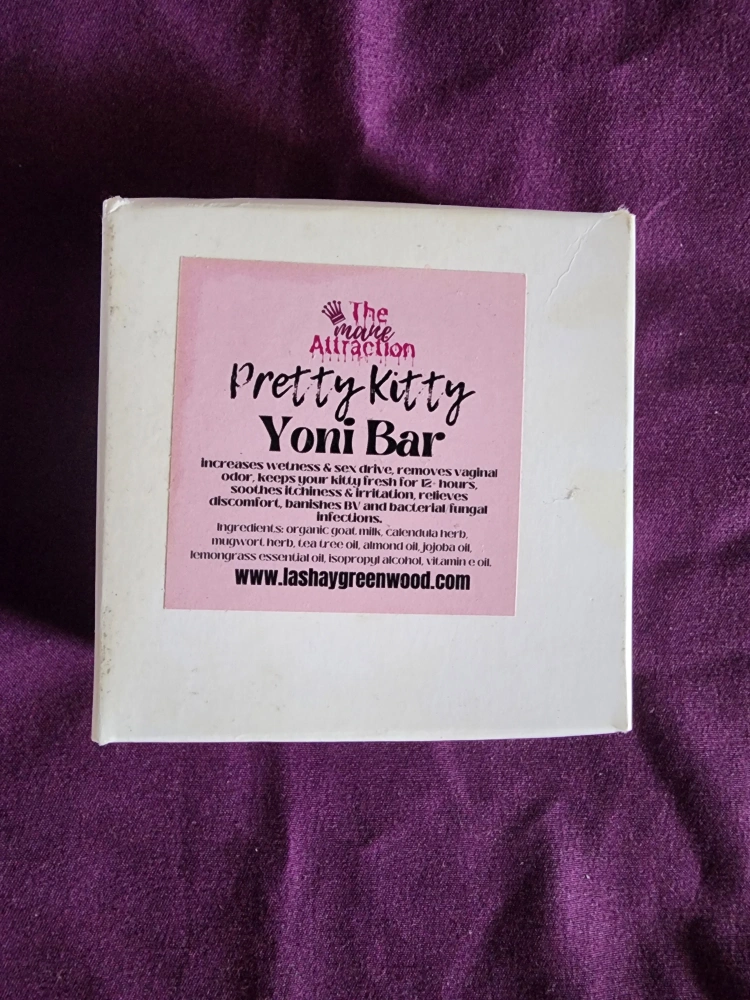 The
mane
Attraction
Pretty Kitty
Yoni Bar
increases wetness & sex drive, removes vaginal
odor, keeps your kitty fresh for 12+ hours,
soothes itchiness & irritation, relieves
discomfort, banishes BV and bacterial fungal
infections.
Ingredients: organic goat milk, calendula herb,
mugwort herb, tea tree oil, almond oil, jojoba oil,
lemongrass essential oil, isopropyl alcohol, vitamin e oil.
www.lashaygreenwood.com